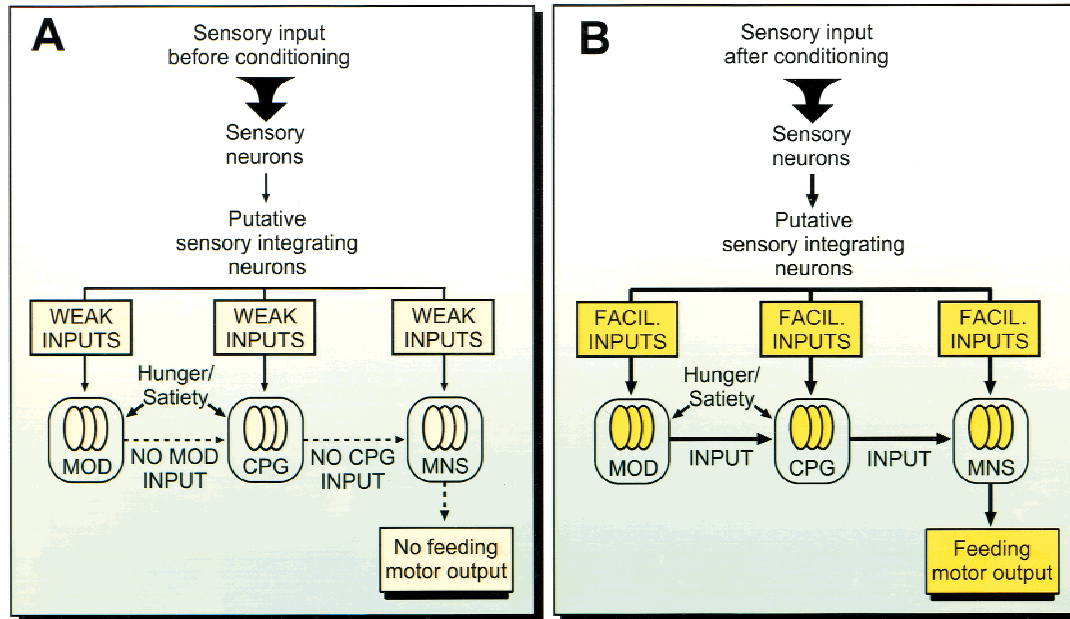 A
Sensory input
before conditioning
Sensory
neurons
Putative
sensory integrating
neurons
WEAK
INPUTS
WEAK
INPUTS
WEAK
INPUTS
Hunger/
Satiety
MOD
NO MOD
INPUT
CPG
NO CPG
INPUT
MNS
No feeding
motor output
B
Sensory input
after conditioning
Sensory
neurons
Putative
sensory integrating
neurons
FACIL.
INPUTS
FACIL.
INPUTS
FACIL.
INPUTS
Hunger/
Satiety
MOD
INPUT
CPG
INPUT
MNS
Feeding
motor output